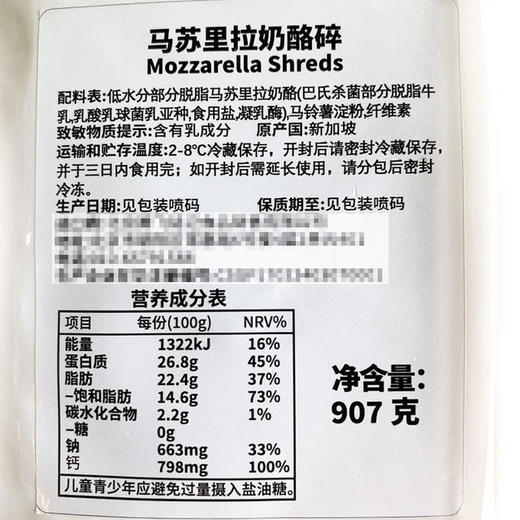 马苏里拉奶酪碎
Mozzarella Shreds
配料表:低水分部分脱脂马苏里拉奶酪(巴氏杀菌部分脱脂牛
乳,乳酸乳球菌乳亚种,食用盐,凝乳酶),马铃薯淀粉,纤维素
致敏物质提示:含有乳成分 原产国:新加坡
运输和贮存温度:2-8℃冷藏保存，开封后请密封冷藏保存，
并于三日内食用完；如开封后需延长使用，请分包后密封
冷冻。
生产日期:见包装喷码 保质期至:见包装喷码
营养成分表
项目 每份(100g) NRV%
能量 1322kJ 16%
蛋白质 26.8g 45%
脂肪 22.4g 37%
-饱和脂肪 14.6g 73%
碳水化合物 2.2g 1%
-糖 0g
钠 663mg 33%
钙 798mg 100%
儿童青少年应避免过量摄入盐油糖。
净含量:
907 克